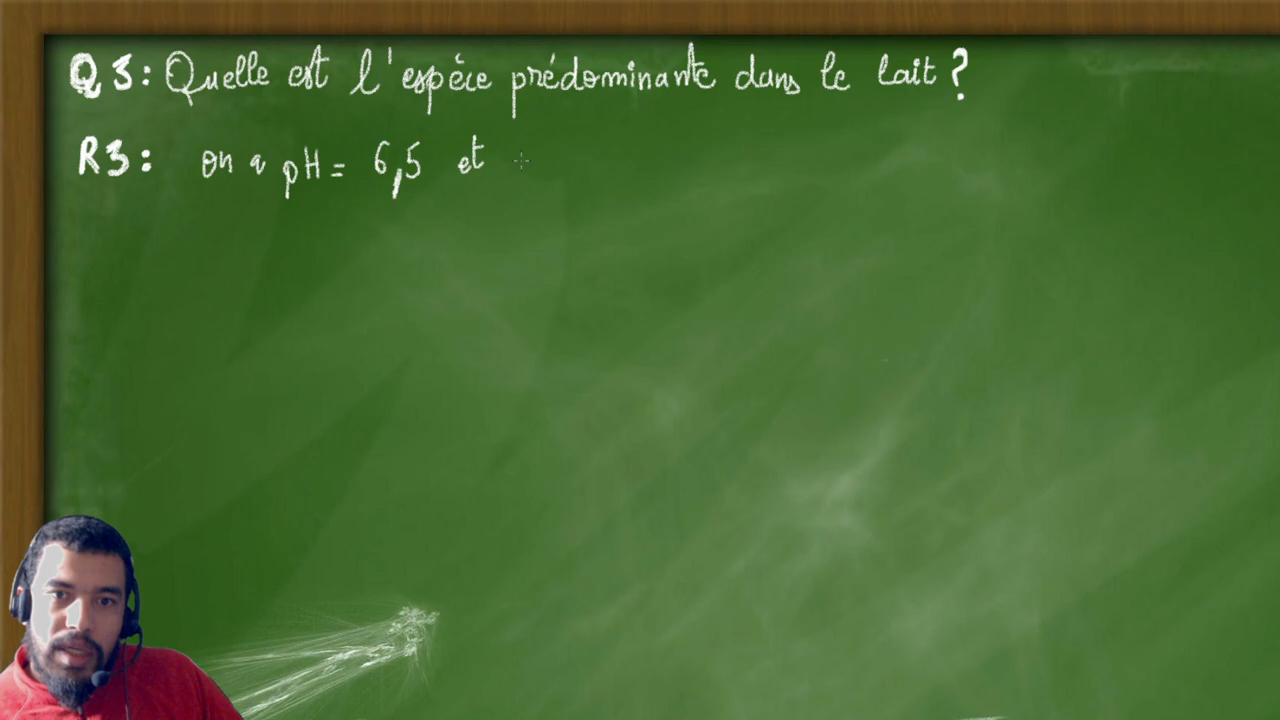 Q3: Quelle est l'espèce prédominante dans le lait ?
R3: on a pH = 6,5 et